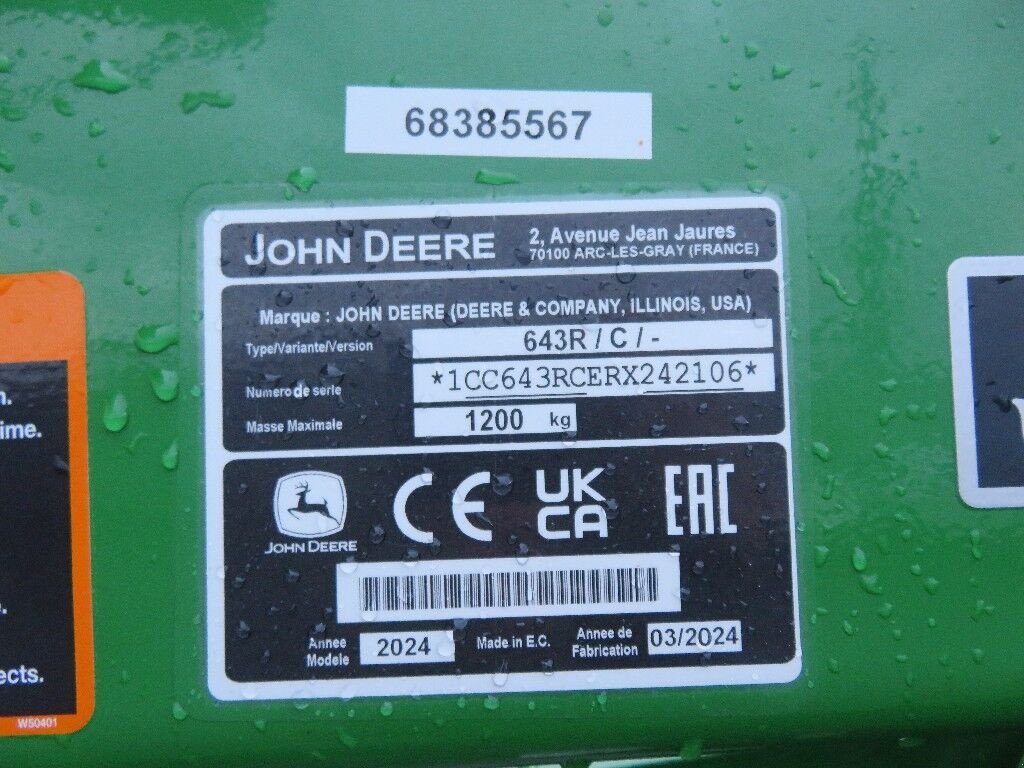 68385567
JOHN DEERE
2, Avenue Jean Jaures
70100 ARC-LES-GRAY (FRANCE)
Marque : JOHN DEERE (DEERE & COMPANY, ILLINOIS, USA)
Type/Variante/Version 643R / C / -
Numero de serie *1CC643RCERX242106*
Masse Maximale 1200 kg
JOHN DEERE
CE
UK
CA
EAC
Annee
Modele
2024
Made in E.C.
Annee de
Fabrication
03/2024
n.
ime.
s.
ects.
W50401